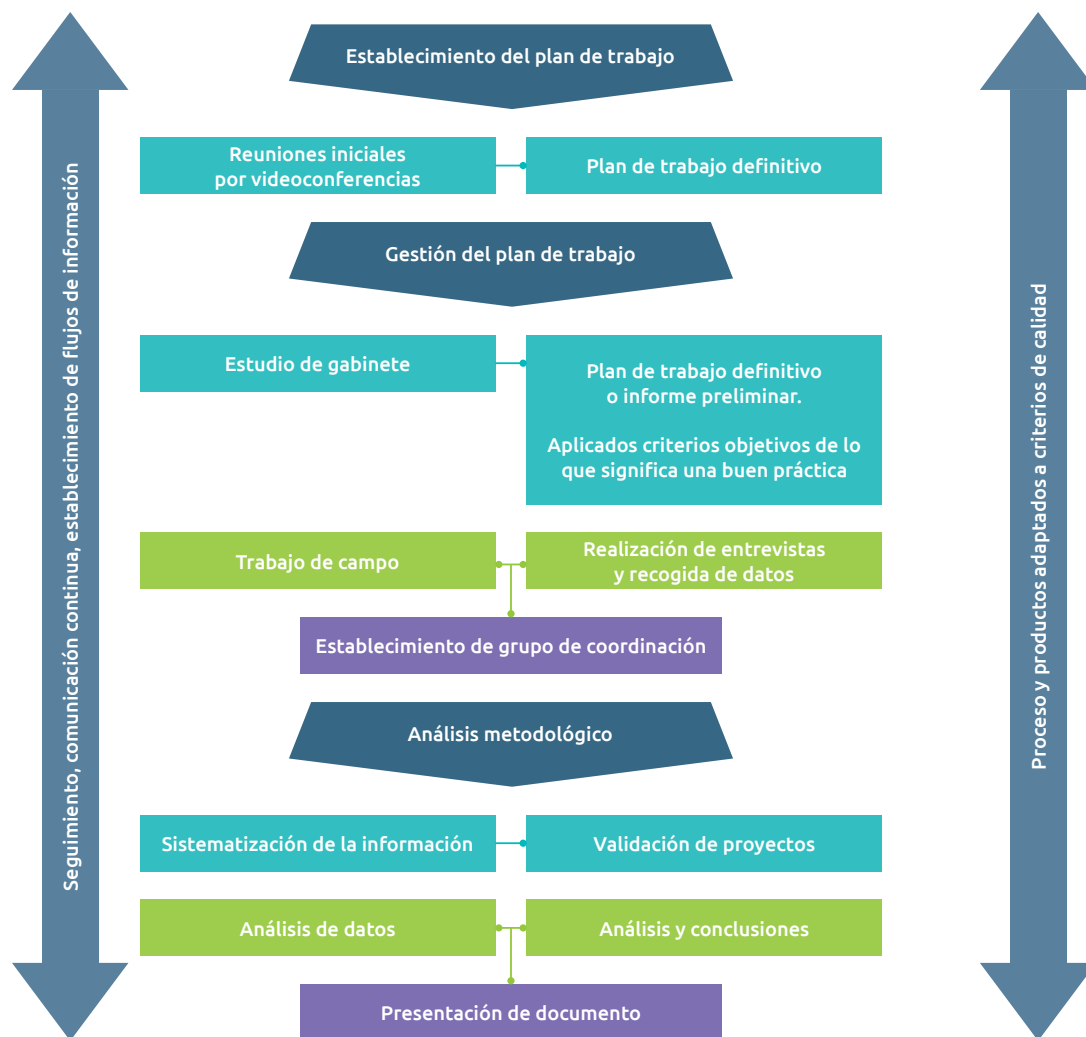 Establecimiento del plan de trabajo
Reuniones iniciales
por videoconferencias
Plan de trabajo definitivo
Gestión del plan de trabajo
Estudio de gabinete
Plan de trabajo definitivo
o informe preliminar.
Aplicados criterios objetivos de lo
que significa una buen práctica
Trabajo de campo
Realización de entrevistas
y recogida de datos
Establecimiento de grupo de coordinación
Análisis metodológico
Sistematización de la información
Validación de proyectos
Análisis de datos
Análisis y conclusiones
Presentación de documento
Seguimiento, comunicación continua, establecimiento de flujos de información
Proceso y productos adaptados a criterios de calidad